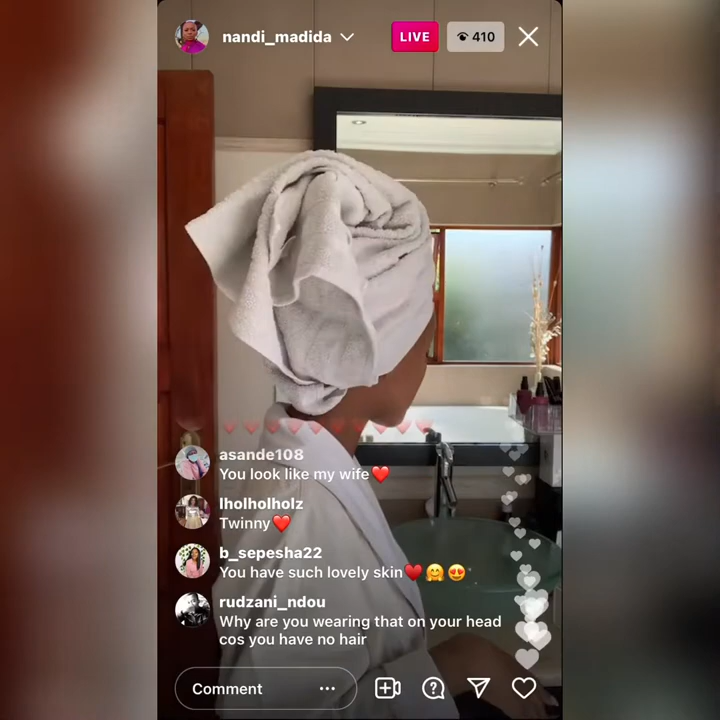 nandi_madida
LIVE
410
asande108
You look like my wife❤️
lholholholz
Twinny❤️
b_sepesha22
You have such lovely skin❤️🤗😍
rudzani_ndou
Why are you wearing that on your head
cos you have no hair
Comment